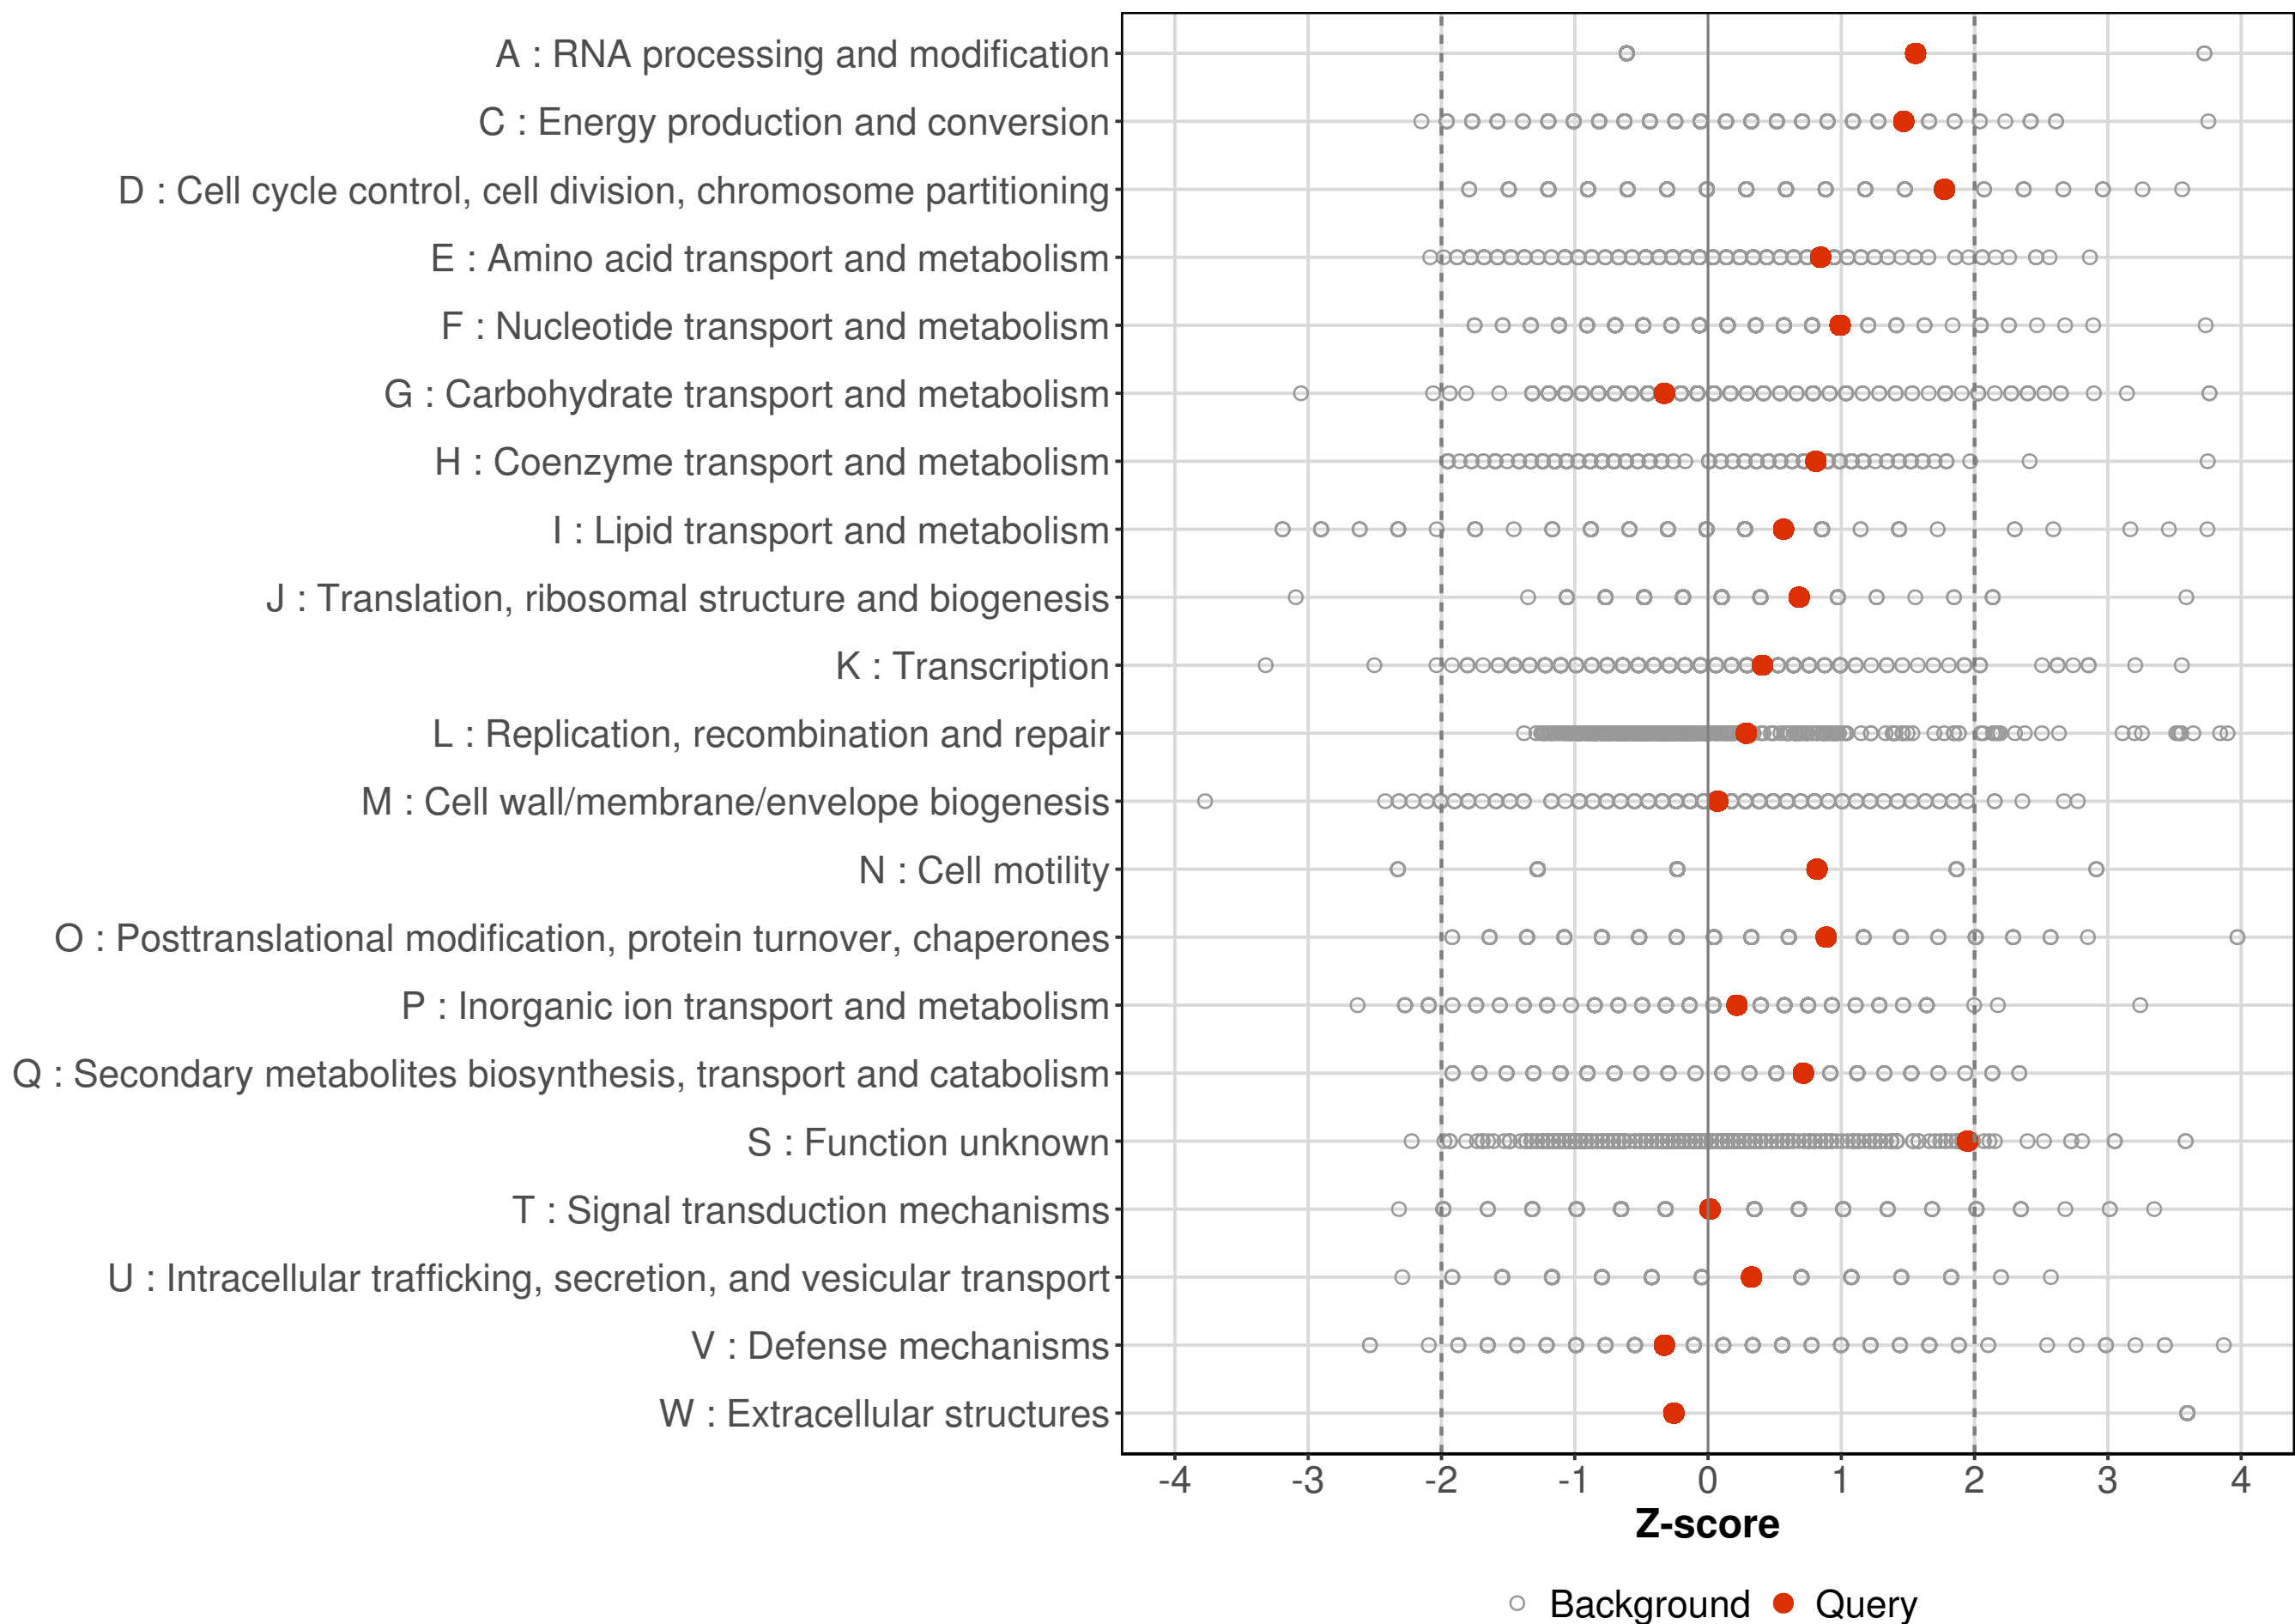 A : RNA processing and modification
C : Energy production and conversion
D : Cell cycle control, cell division, chromosome partitioning
E : Amino acid transport and metabolism
F : Nucleotide transport and metabolism
G : Carbohydrate transport and metabolism
H : Coenzyme transport and metabolism
I : Lipid transport and metabolism
J : Translation, ribosomal structure and biogenesis
K : Transcription
L : Replication, recombination and repair
M : Cell wall/membrane/envelope biogenesis
N : Cell motility
O : Posttranslational modification, protein turnover, chaperones
P : Inorganic ion transport and metabolism
Q : Secondary metabolites biosynthesis, transport and catabolism
S : Function unknown
T : Signal transduction mechanisms
U : Intracellular trafficking, secretion, and vesicular transport
V : Defense mechanisms
W : Extracellular structures
-4 -3 -2 -1 0 1 2 3 4
Z-score
Background Query